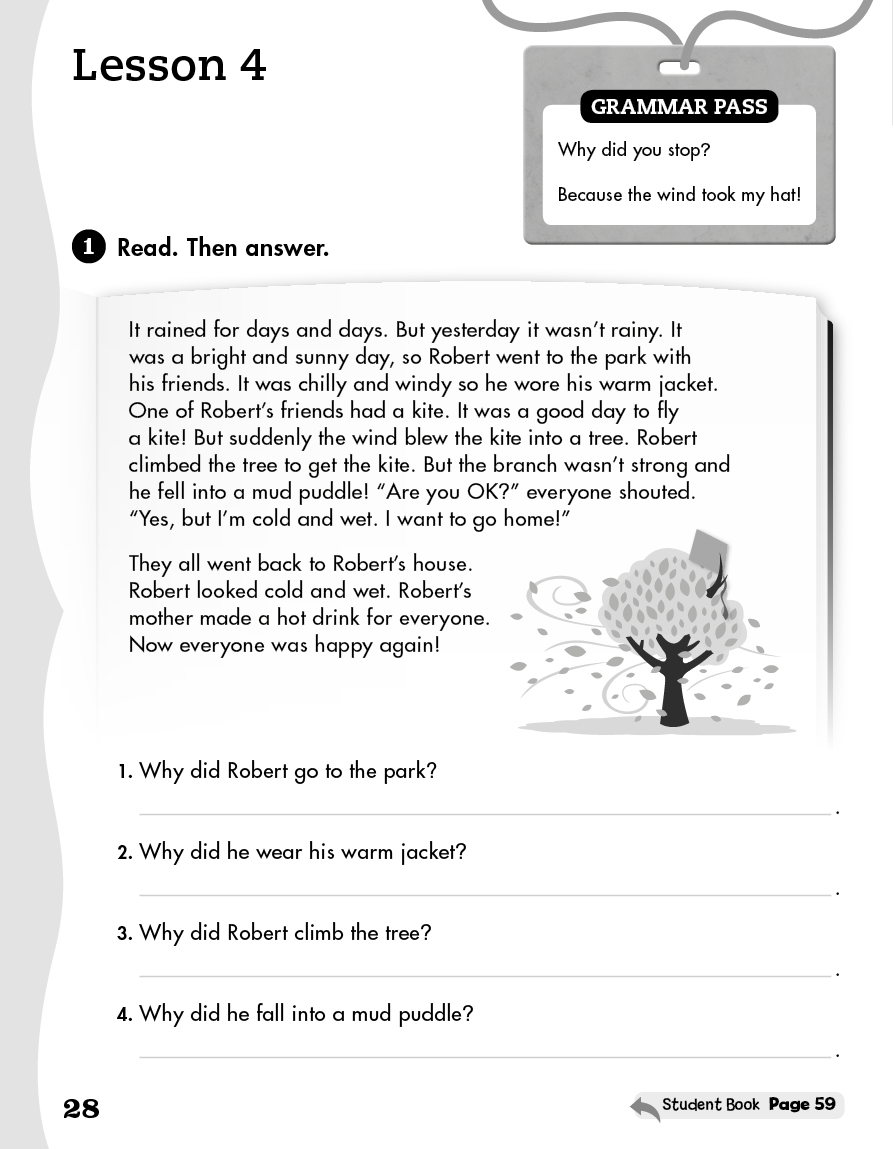 Lesson 4
GRAMMAR PASS
Why did you stop?
Because the wind took my hat!
1 Read. Then answer.
It rained for days and days. But yesterday it wasn’t rainy. It
was a bright and sunny day, so Robert went to the park with
his friends. It was chilly and windy so he wore his warm jacket.
One of Robert’s friends had a kite. It was a good day to fly
a kite! But suddenly the wind blew the kite into a tree. Robert
climbed the tree to get the kite. But the branch wasn’t strong and
he fell into a mud puddle! “Are you OK?” everyone shouted.
“Yes, but I’m cold and wet. I want to go home!”
They all went back to Robert’s house.
Robert looked cold and wet. Robert’s
mother made a hot drink for everyone.
Now everyone was happy again!
1. Why did Robert go to the park?
.
2. Why did he wear his warm jacket?
.
3. Why did Robert climb the tree?
.
4. Why did he fall into a mud puddle?
.
28
Student Book Page 59